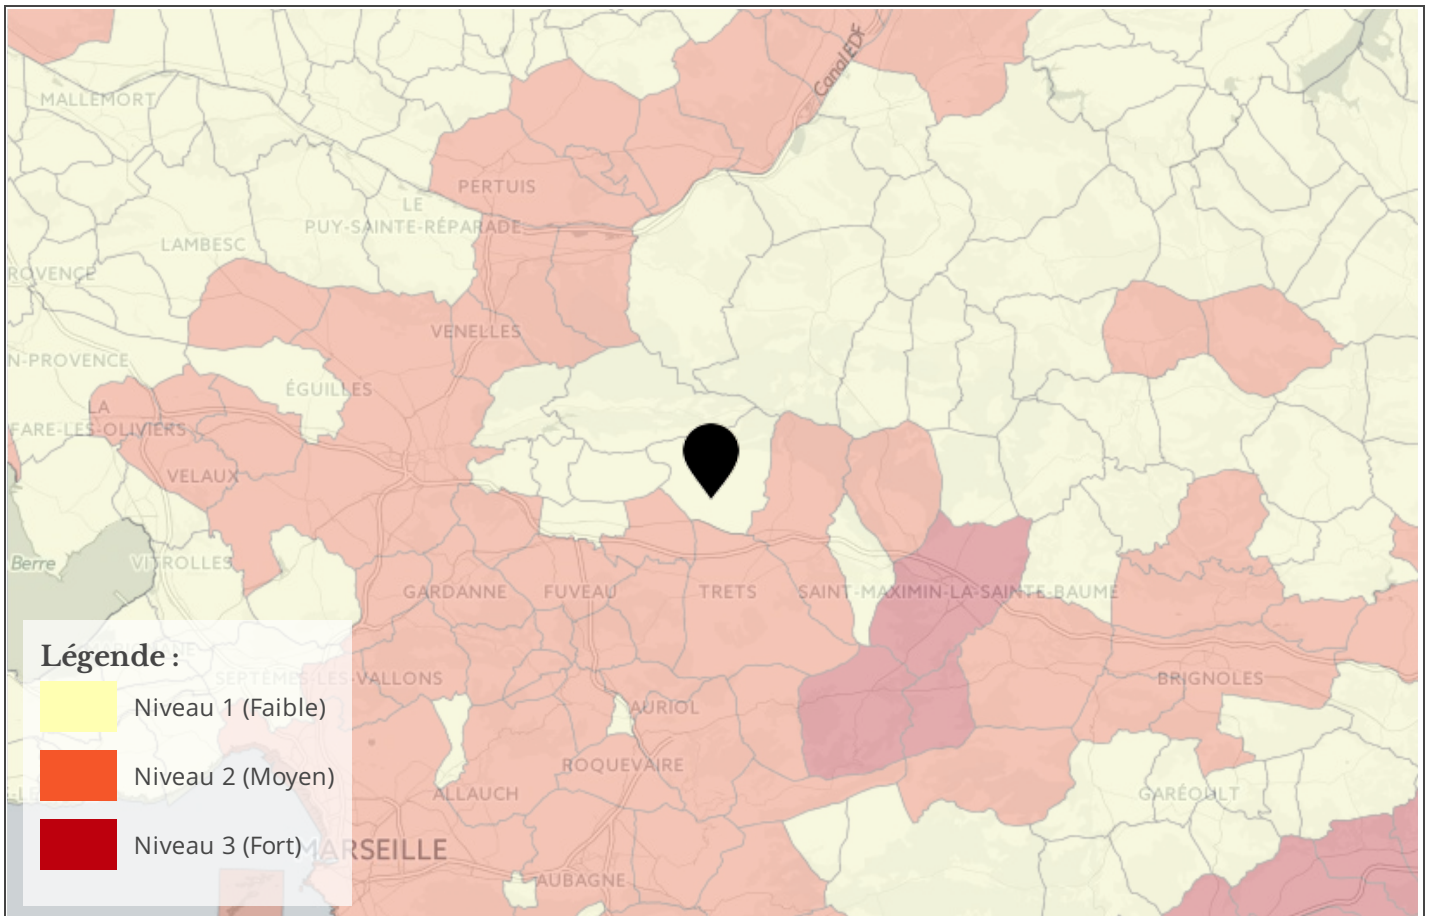 Canal EDF
MALLEMORT
PERTUIS
LE
PUY-SAINTE-RÉPARADE
LAMBESC
ROVENCE
VENELLES
N-PROVENCE
ÉGUILLES
LA
FARE-LES-OLIVIERS
VELAUX
Berre
VITROLLES
GARDANNE
FUVEAU
TRETS
SAINT-MAXIMIN-LA-SAINTE-BAUME
SEPTÈMES-LES-VALLONS
BRIGNOLES
AURIOL
ROQUEVAIRE
ALLAUCH
GARÉOULT
MARSEILLE
AUBAGNE
Légende :
Niveau 1 (Faible)
Niveau 2 (Moyen)
Niveau 3 (Fort)